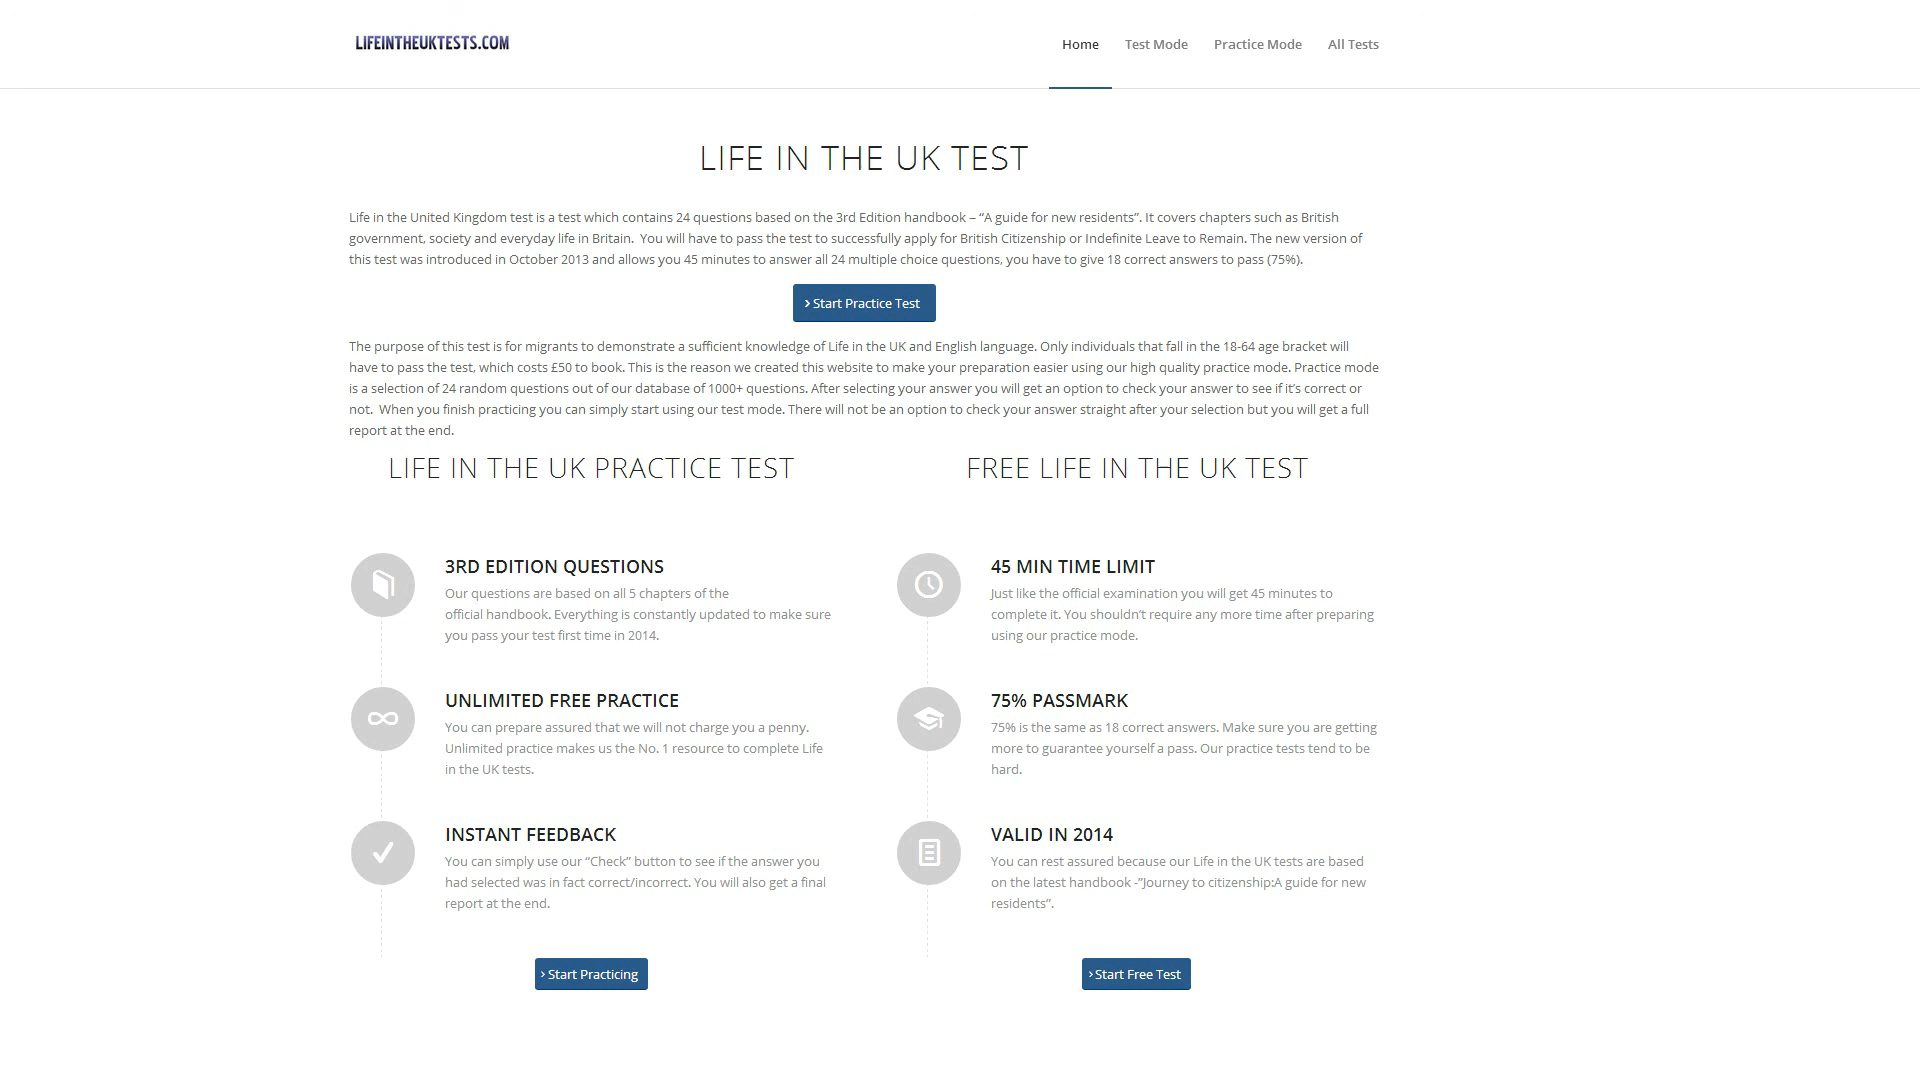 LIFEINTHEUKTESTS.COM
Home
Test Mode
Practice Mode
All Tests
LIFE IN THE UK TEST
Life in the United Kingdom test is a test which contains 24 questions based on the 3rd Edition handbook – “A guide for new residents”. It covers chapters such as British
government, society and everyday life in Britain.  You will have to pass the test to successfully apply for British Citizenship or Indefinite Leave to Remain. The new version of
this test was introduced in October 2013 and allows you 45 minutes to answer all 24 multiple choice questions, you have to give 18 correct answers to pass (75%).
Start Practice Test
The purpose of this test is for migrants to demonstrate a sufficient knowledge of Life in the UK and English language. Only individuals that fall in the 18-64 age bracket will
have to pass the test, which costs £50 to book. This is the reason we created this website to make your preparation easier using our high quality practice mode. Practice mode
is a selection of 24 random questions out of our database of 1000+ questions. After selecting your answer you will get an option to check your answer to see if it’s correct or
not.  When you finish practicing you can simply start using our test mode. There will not be an option to check your answer straight after your selection but you will get a full
report at the end.
LIFE IN THE UK PRACTICE TEST
3RD EDITION QUESTIONS
Our questions are based on all 5 chapters of the
official handbook. Everything is constantly updated to make sure
you pass your test first time in 2014.
UNLIMITED FREE PRACTICE
You can prepare assured that we will not charge you a penny.
Unlimited practice makes us the No. 1 resource to complete Life
in the UK tests.
INSTANT FEEDBACK
You can simply use our “Check” button to see if the answer you
had selected was in fact correct/incorrect. You will also get a final
report at the end.
Start Practicing
FREE LIFE IN THE UK TEST
45 MIN TIME LIMIT
Just like the official examination you will get 45 minutes to
complete it. You shouldn’t require any more time after preparing
using our practice mode.
75% PASSMARK
75% is the same as 18 correct answers. Make sure you are getting
more to guarantee yourself a pass. Our practice tests tend to be
hard.
VALID IN 2014
You can rest assured because our Life in the UK tests are based
on the latest handbook -”Journey to citizenship:A guide for new
residents”.
Start Free Test